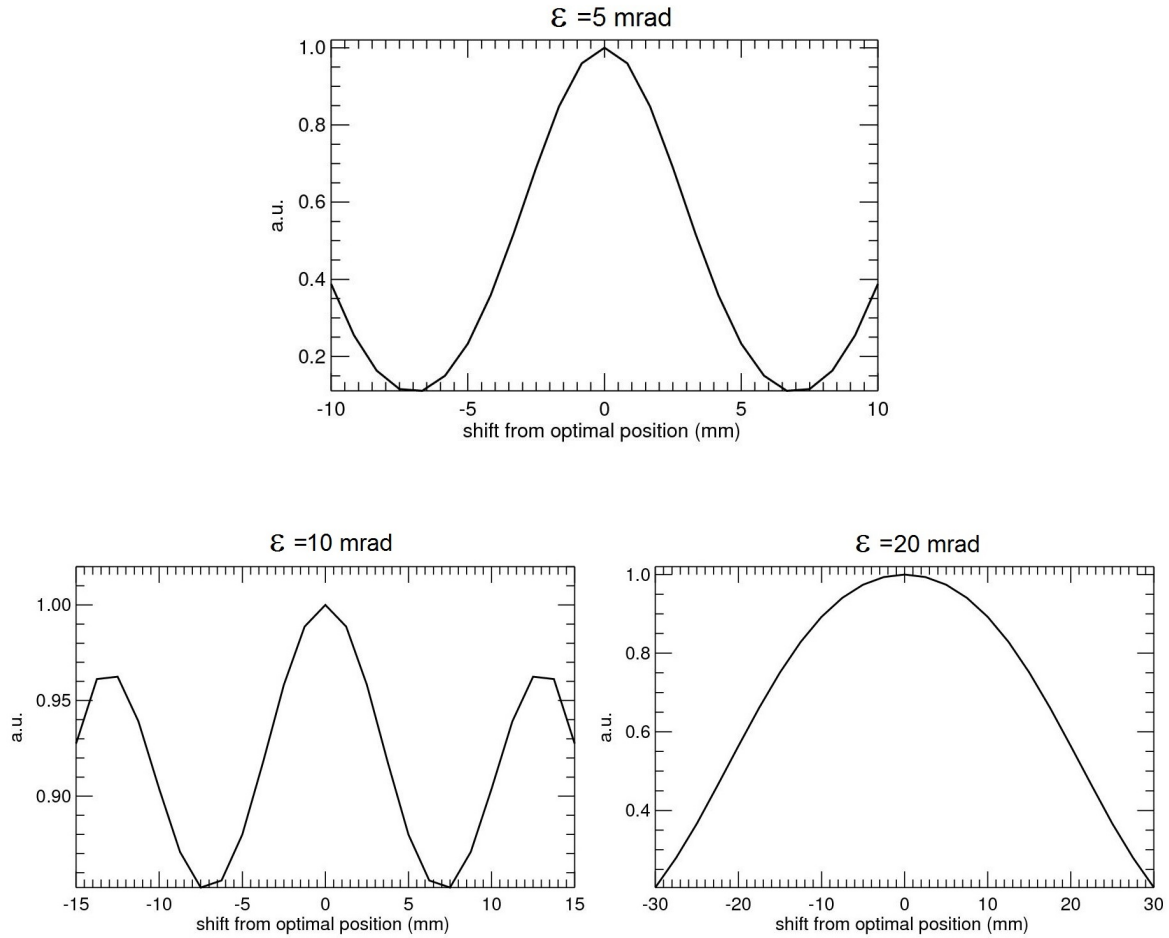 ε =5 mrad
1.0
0.8
0.6
0.4
0.2
a.u.
-10 -5 0 5 10
shift from optimal position (mm)
ε =10 mrad
1.00
0.95
0.90
a.u.
-15 -10 -5 0 5 10 15
shift from optimal position (mm)
ε =20 mrad
1.0
0.8
0.6
0.4
a.u.
-30 -20 -10 0 10 20 30
shift from optimal position (mm)